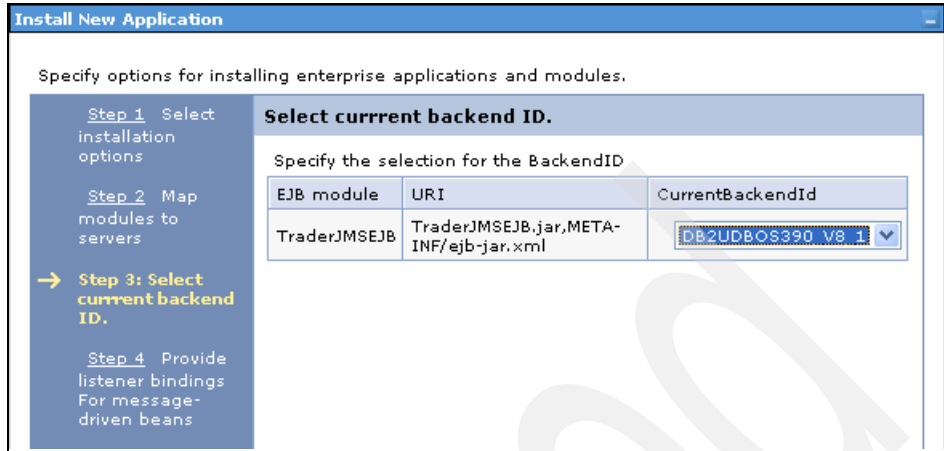 Install New Application
Specify options for installing enterprise applications and modules.
Step 1 Select
installation
options
Step 2 Map
modules to
servers
Step 3: Select
currrent backend
ID.
Step 4 Provide
listener bindings
For message-
driven beans
Select currrent backend ID.
Specify the selection for the BackendID
EJB module URI CurrentBackendId
TraderJMSEJB TraderJMSEJB.jar,META-
INF/ejb-jar.xml DB2UDBOS390_V8_1